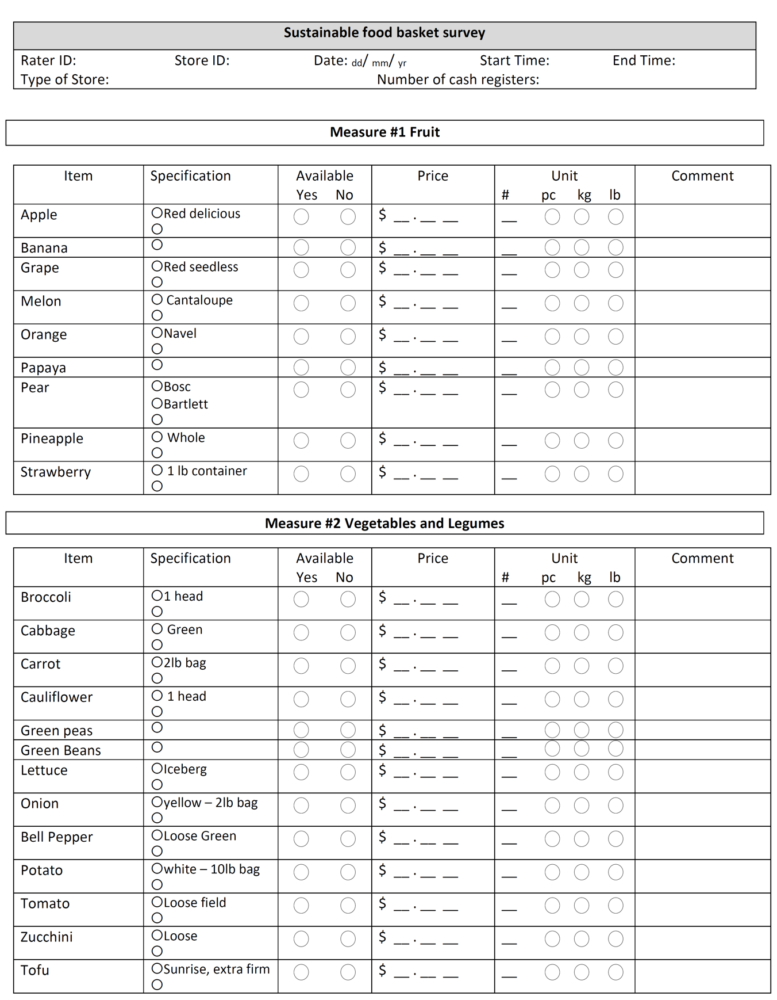 Sustainable food basket survey
Rater ID: Store ID: Date: dd/ mm/ yr Start Time: End Time:
Type of Store: Number of cash registers:
Measure #1 Fruit
Item Specification Available Price Unit Comment
Yes No # pc kg lb
Apple Red delicious $ __ . __ __ __
Banana $ __ . __ __ __
Grape Red seedless $ __ . __ __ __
Melon Cantaloupe $ __ . __ __ __
Orange Navel $ __ . __ __ __
Papaya $ __ . __ __ __
Pear Bosc $ __ . __ __ __
Bartlett
Pineapple Whole $ __ . __ __ __
Strawberry 1 lb container $ __ . __ __ __
Measure #2 Vegetables and Legumes
Item Specification Available Price Unit Comment
Yes No # pc kg lb
Broccoli 1 head $ __ . __ __ __
Cabbage Green $ __ . __ __ __
Carrot 2lb bag $ __ . __ __ __
Cauliflower 1 head $ __ . __ __ __
Green peas $ __ . __ __ __
Green Beans $ __ . __ __ __
Lettuce Iceberg $ __ . __ __ __
Onion yellow – 2lb bag $ __ . __ __ __
Bell Pepper Loose Green $ __ . __ __ __
Potato white – 10lb bag $ __ . __ __ __
Tomato Loose field $ __ . __ __ __
Zucchini Loose $ __ . __ __ __
Tofu Sunrise, extra firm $ __ . __ __ __